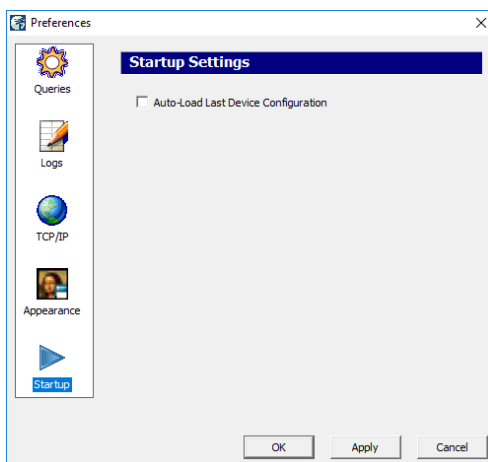 Preferences
Startup Settings
Queries
Auto-Load Last Device Configuration
Logs
TCP/IP
Appearance
Startup
OK
Apply
Cancel